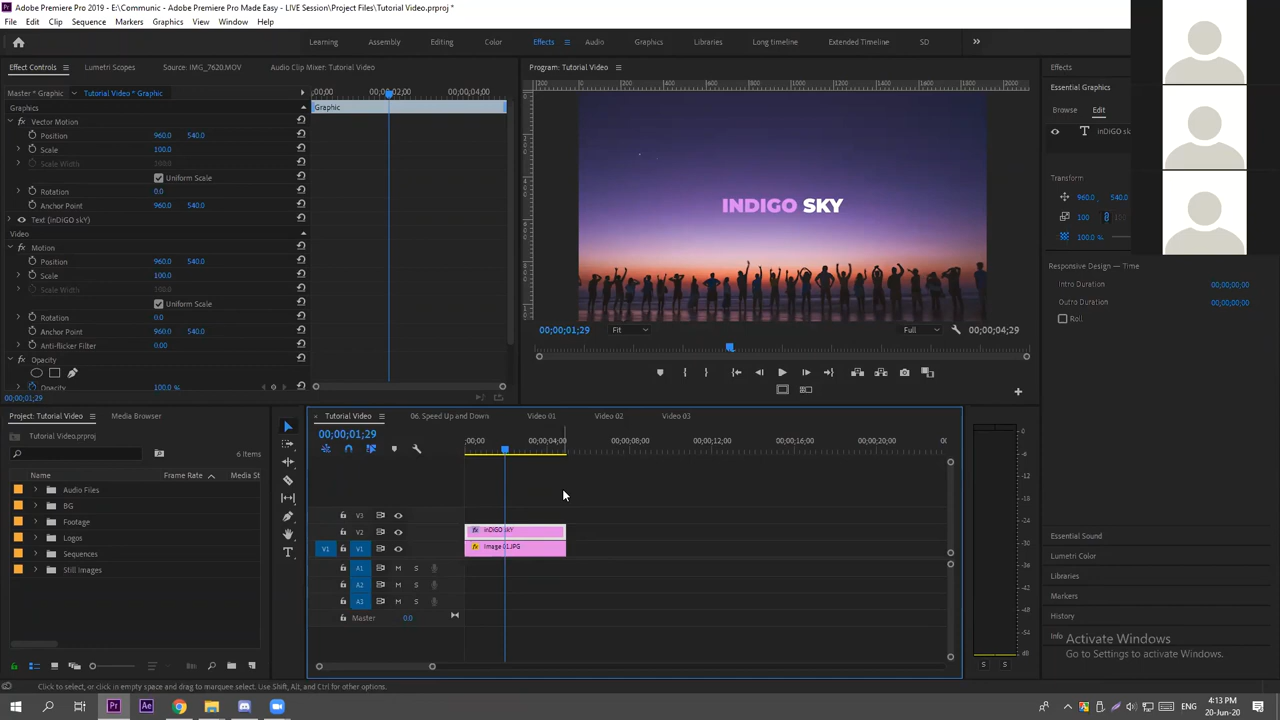 Adobe Premiere Pro 2019 - E:\Communic - Adobe Premiere Pro Made Easy - LIVE Session\Project Files\Tutorial Video.prproj *
File Edit Clip Sequence Markers Graphics View Window Help
Learning Assembly Editing Color Effects Audio Graphics Libraries Long timeline Extended Timeline SD
Effect Controls Lumetri Scopes Source: IMG_7620.MOV Audio Clip Mixer: Tutorial Video
Master * Graphic Tutorial Video * Graphic
Graphics
Graphic
Vector Motion
Position 960.0 540.0
Scale 100.0
Scale Width 100.0
Uniform Scale
Rotation 0.0
Anchor Point 960.0 540.0
Text (inDIGO sKY)
Video
Motion
Position 960.0 540.0
Scale 100.0
Scale Width 100.0
Uniform Scale
Rotation 0.0
Anchor Point 960.0 540.0
Anti-flicker Filter 0.00
Opacity
Opacity 100.0 %
00;00;01;29
Program: Tutorial Video
INDIGO SKY
00;00;01;29 Fit Full 00;00;04;29
Effects
Essential Graphics
Browse Edit
T inDIGO sk
Transform
960.0 , 540.0
100
100.0 %
Responsive Design — Time
Intro Duration 00;00;00;00
Outro Duration 00;00;00;00
Roll
Essential Sound
Lumetri Color
Libraries
Markers
History
Info
Activate Windows
Go to Settings to activate Windows.
Project: Tutorial Video Media Browser
Tutorial Video.prproj
6 Items
Name Frame Rate Media St
Audio Files
BG
Footage
Logos
Sequences
Still Images
Tutorial Video 06. Speed Up and Down Video 01 Video 02 Video 03
00;00;01;29
:00;00 00;00;04;00 00;00;08;00 00;00;12;00 00;00;16;00 00;00;20;00
V3
V2 inDIGO sKY
V1 V1 Image 01.JPG
A1 M S
A2 M S
A3 M S
Master 0.0
S S
Click to select, or click in empty space and drag to marquee select. Use Shift, Alt, and Ctrl for other options.
ENG
4:13 PM
20-Jun-20